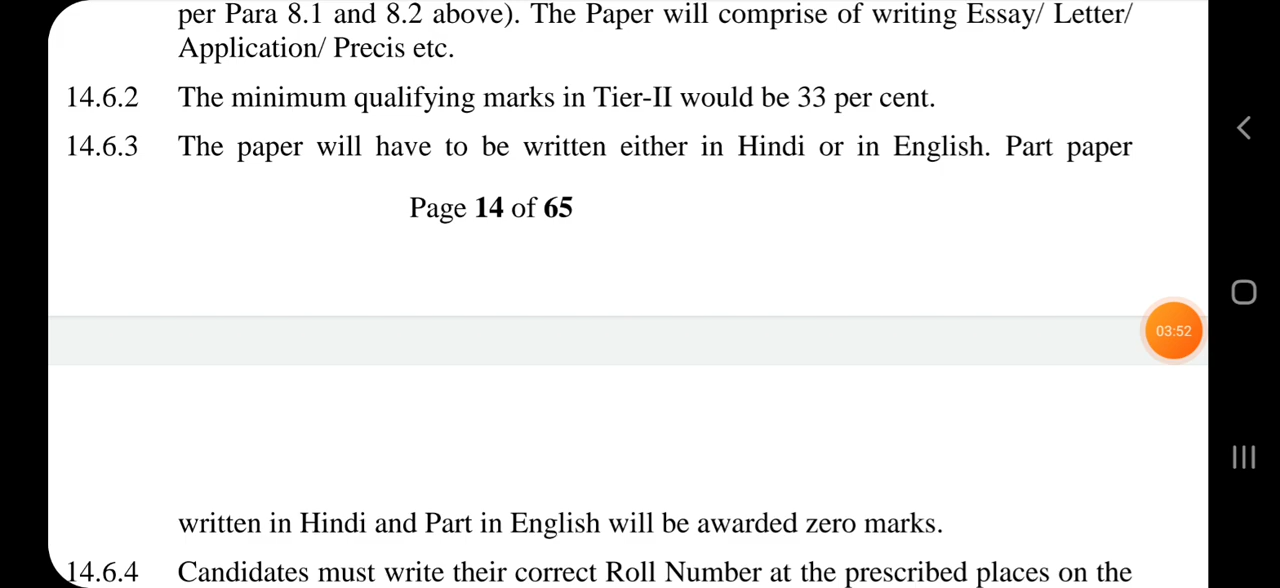 per Para 8.1 and 8.2 above). The Paper will comprise of writing Essay/ Letter/
Application/ Precis etc.
14.6.2 The minimum qualifying marks in Tier-II would be 33 per cent.
14.6.3 The paper will have to be written either in Hindi or in English. Part paper
Page 14 of 65
03:52
written in Hindi and Part in English will be awarded zero marks.
14.6.4 Candidates must write their correct Roll Number at the prescribed places on the